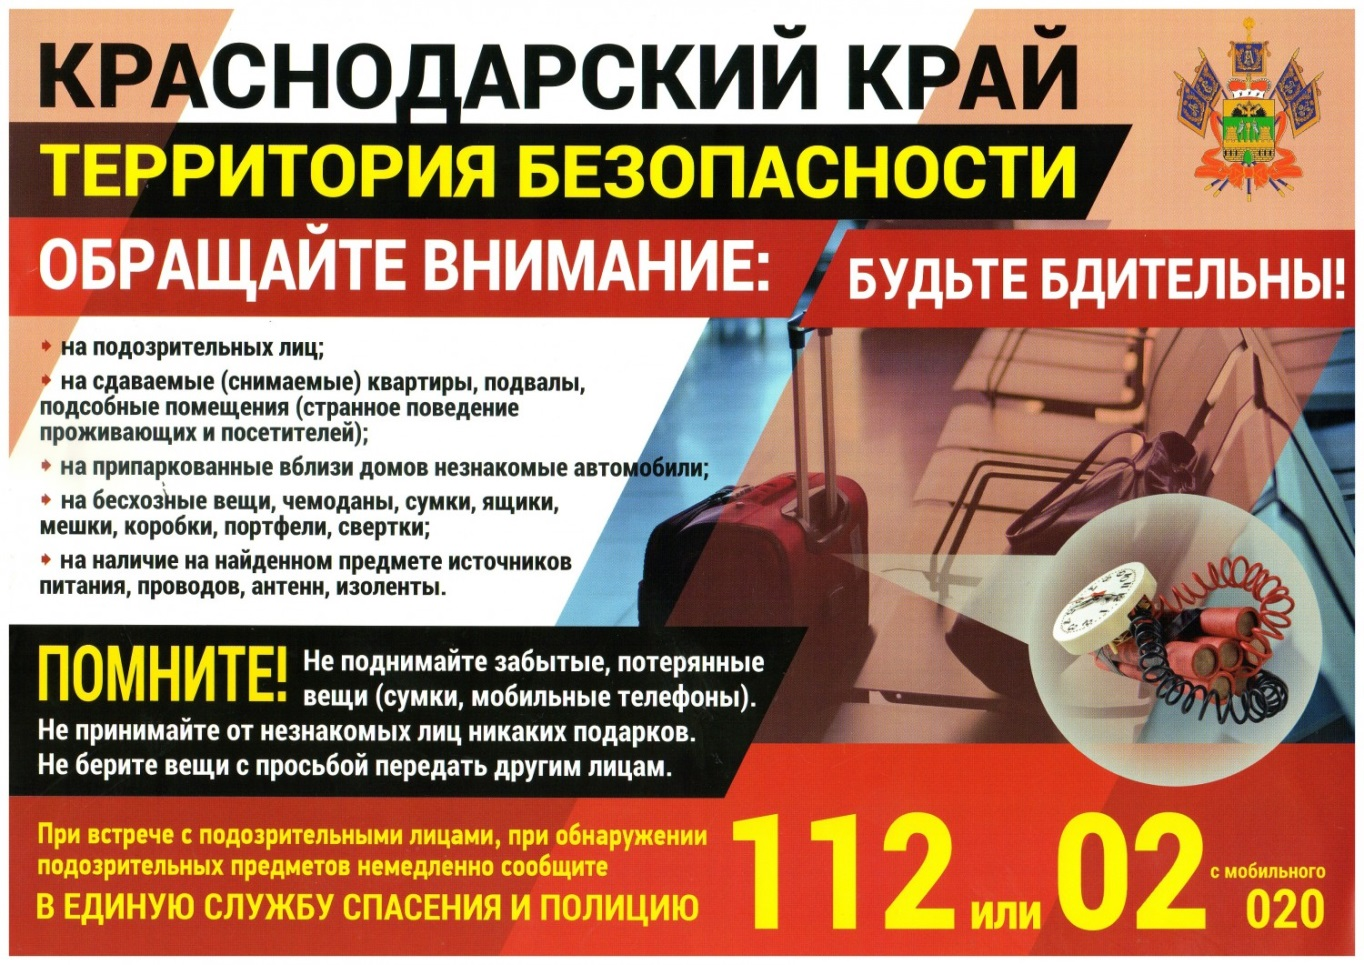 КРАСНОДАРСКИЙ КРАЙ
ТЕРРИТОРИЯ БЕЗОПАСНОСТИ
ОБРАЩАЙТЕ ВНИМАНИЕ:
БУДЬТЕ БДИТЕЛЬНЫ!
на подозрительных лиц;
на сдаваемые (снимаемые) квартиры, подвалы,
подсобные помещения (странное поведение
проживающих и посетителей);
на припаркованные вблизи домов незнакомые автомобили;
на бесхозные вещи, чемоданы, сумки, ящики,
мешки, коробки, портфели, свертки;
на наличие на найденном предмете источников
питания, проводов, антенн, изоленты.
ПОМНИТЕ! Не поднимайте забытые, потерянные
вещи (сумки, мобильные телефоны).
Не принимайте от незнакомых лиц никаких подарков.
Не берите вещи с просьбой передать другим лицам.
При встрече с подозрительными лицами, при обнаружении
подозрительных предметов немедленно сообщите
В ЕДИНУЮ СЛУЖБУ СПАСЕНИЯ И ПОЛИЦИЮ
112 или 02
с мобильного
020